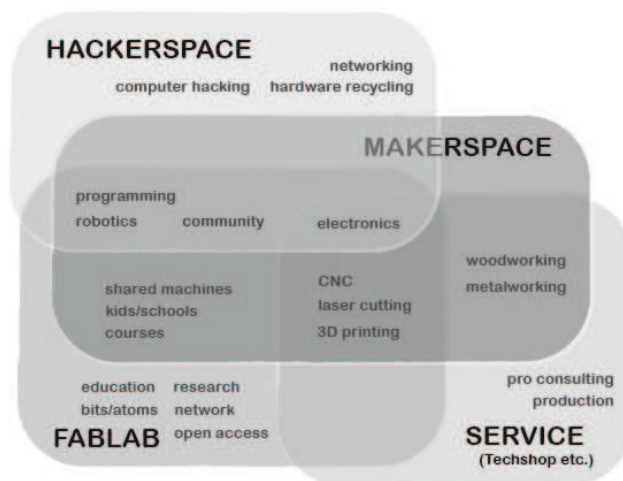 HACKERSPACE
networking
computer hacking hardware recycling
MAKERSPACE
programming
robotics community electronics
woodworking
metalworking
shared machines
kids/schools
courses
CNC
laser cutting
3D printing
education research
bits/atoms network
open access
FABLAB
pro consulting
production
SERVICE
(Techshop etc.)